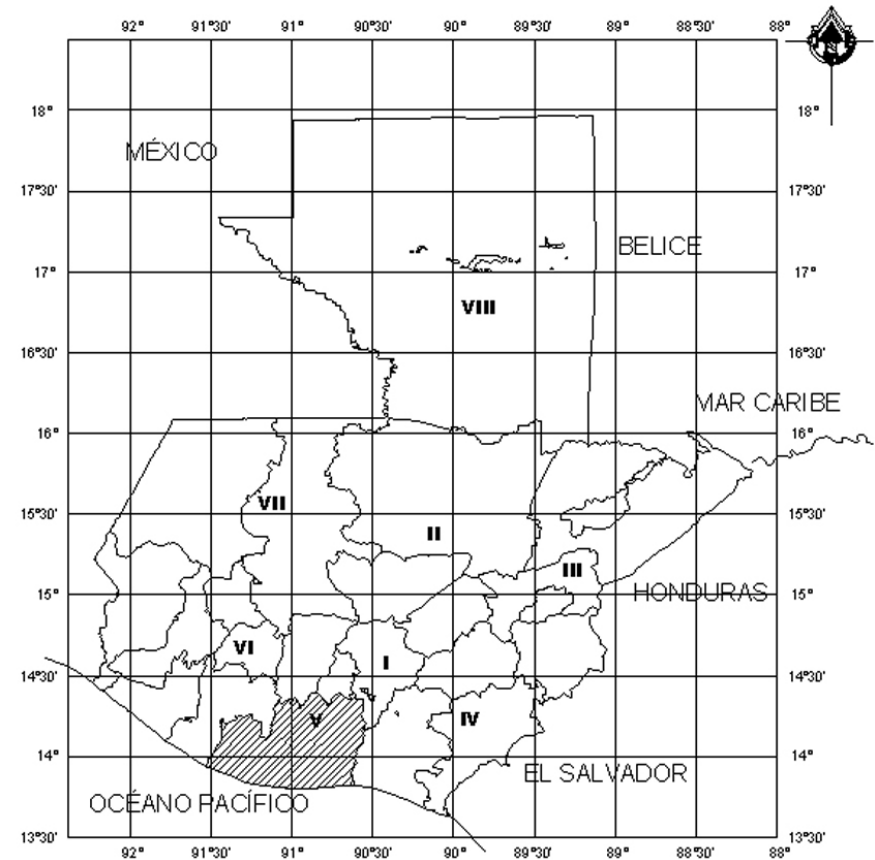 92° 91°30' 91° 90°30' 90° 89°30' 89° 88°30' 88°
18° 18°
MÉXICO
17°30' 17°30'
BELICE
17° 17°
VIII
16°30' 16°30'
MAR CARIBE
16° 16°
VII
15°30' 15°30'
II
III
15° HONDURAS 15°
VI
I
14°30' 14°30'
V IV
14° 14°
EL SALVADOR
OCÉANO PACÍFICO
13°30' 13°30'
92° 91°30' 91° 90°30' 90° 89°30' 89° 88°30' 88°